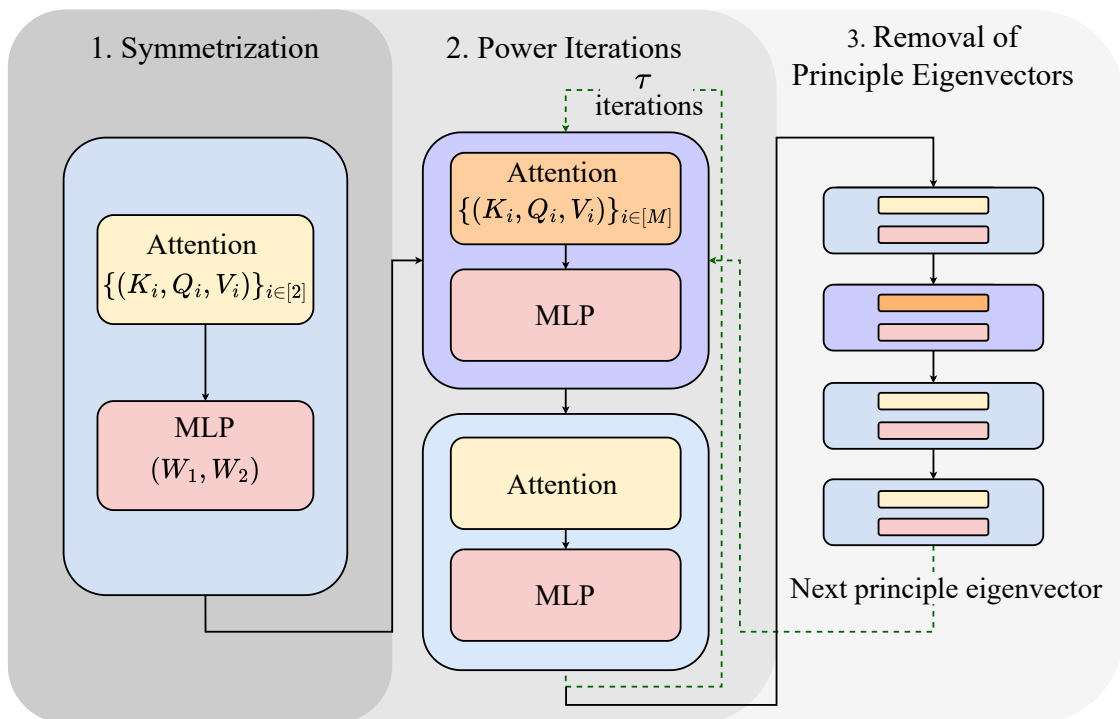 1. Symmetrization
Attention
{(K_i, Q_i, V_i)}_{i∈[2]}
MLP
(W_1, W_2)
2. Power Iterations
τ
iterations
Attention
{(K_i, Q_i, V_i)}_{i∈[M]}
MLP
Attention
MLP
3. Removal of
Principle Eigenvectors
Next principle eigenvector